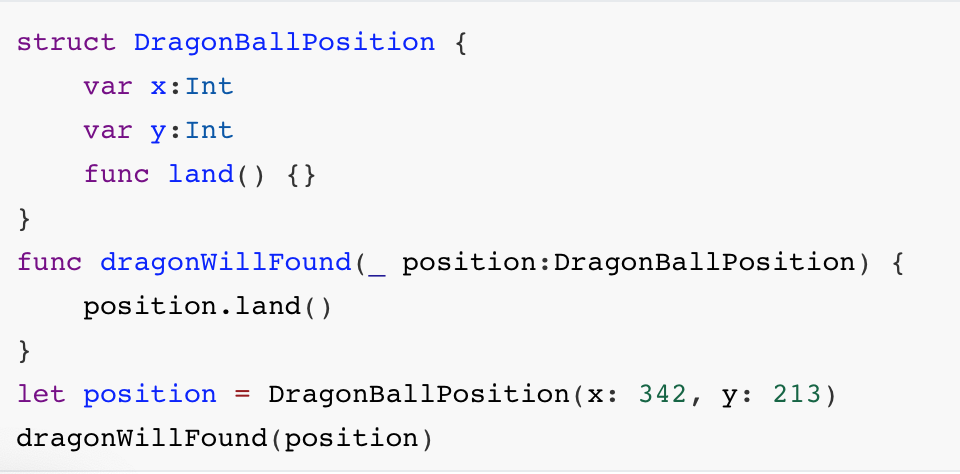 struct DragonBallPosition {
    var x:Int
    var y:Int
    func land() {}
}
func dragonWillFound(_ position:DragonBallPosition) {
    position.land()
}
let position = DragonBallPosition(x: 342, y: 213)
dragonWillFound(position)